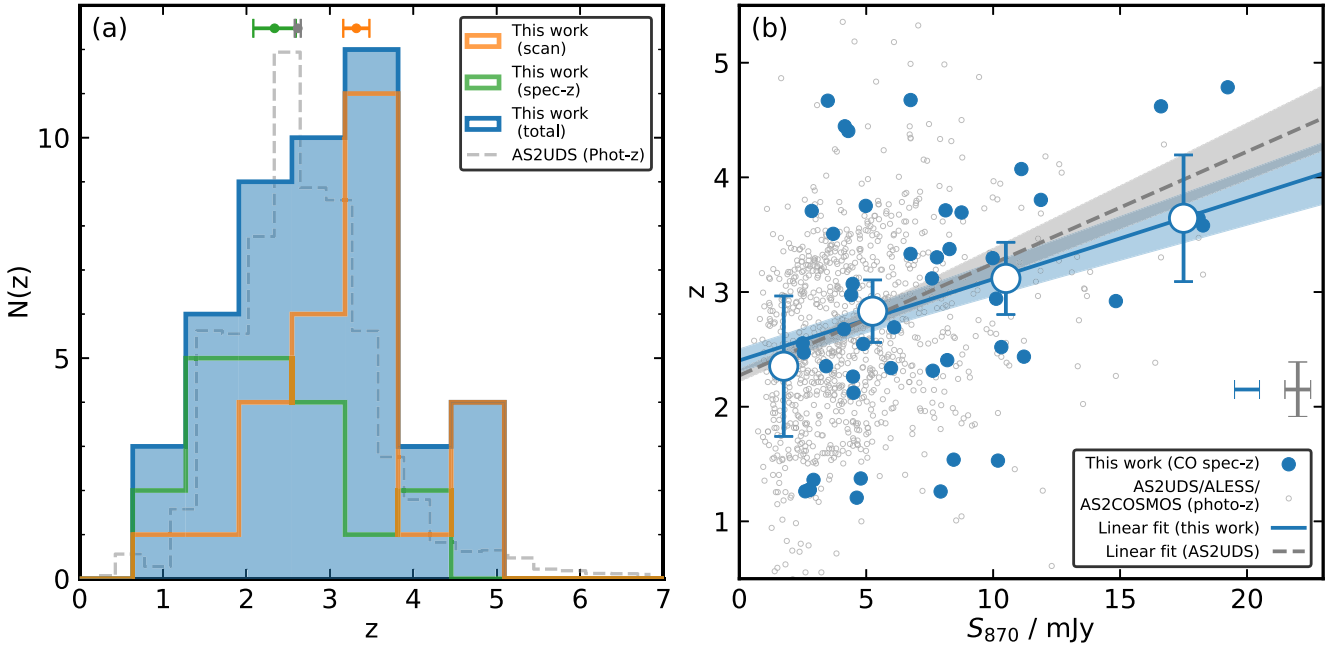 (a)
This work
(scan)
This work
(spec-z)
This work
(total)
AS2UDS (Phot-z)
N(z)
10
5
0
0 1 2 3 4 5 6 7
z
(b)
5
4
3
2
1
z
This work (CO spec-z)
AS2UDS/ALESS/
AS2COSMOS (photo-z)
Linear fit (this work)
Linear fit (AS2UDS)
0 5 10 15 20
S870 / mJy